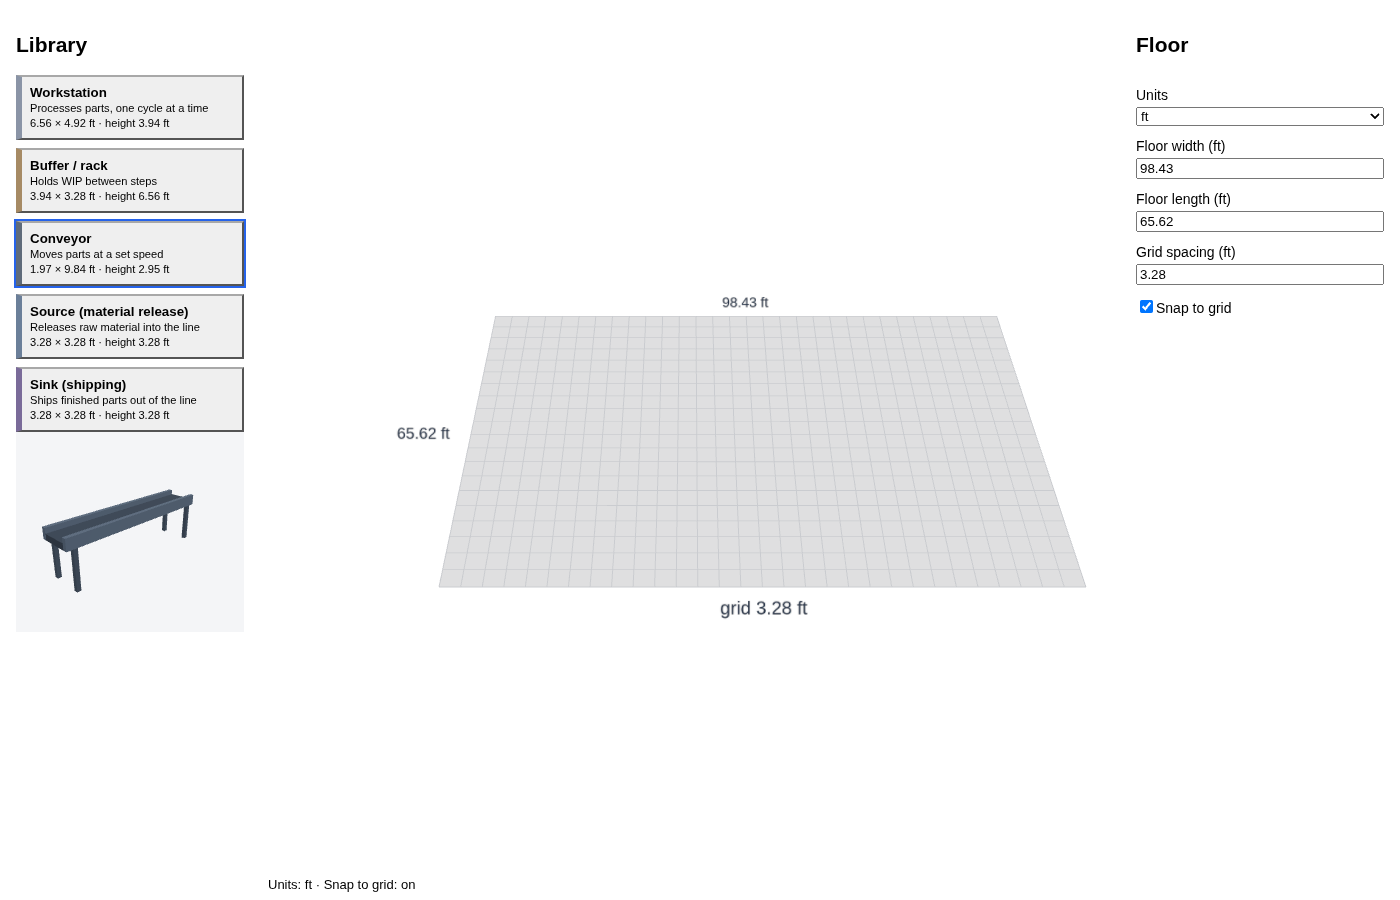 Library
Workstation
Processes parts, one cycle at a time
6.56 × 4.92 ft · height 3.94 ft
Buffer / rack
Holds WIP between steps
3.94 × 3.28 ft · height 6.56 ft
Conveyor
Moves parts at a set speed
1.97 × 9.84 ft · height 2.95 ft
Source (material release)
Releases raw material into the line
3.28 × 3.28 ft · height 3.28 ft
Sink (shipping)
Ships finished parts out of the line
3.28 × 3.28 ft · height 3.28 ft
98.43 ft
65.62 ft
grid 3.28 ft
Units: ft · Snap to grid: on
Floor
Units
ft
Floor width (ft)
98.43
Floor length (ft)
65.62
Grid spacing (ft)
3.28
Snap to grid